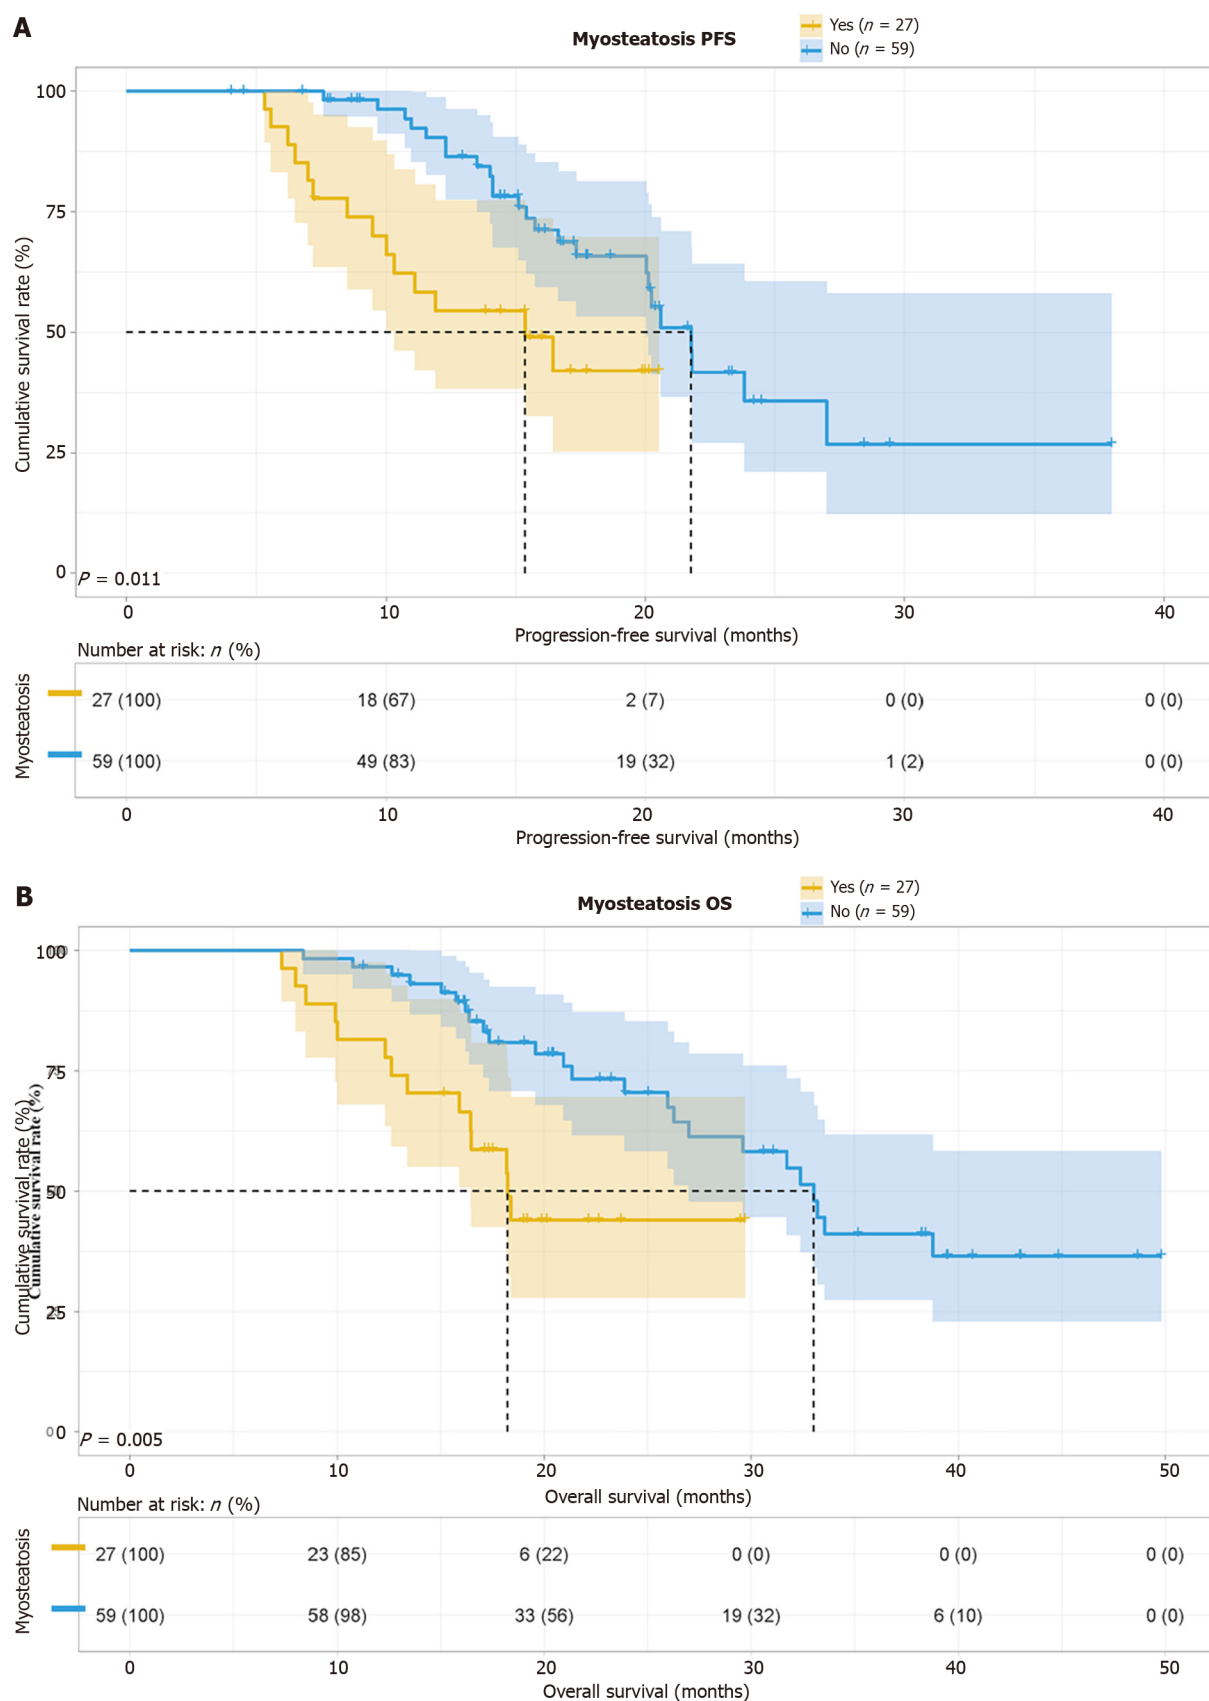 A
Myosteatosis PFS
Yes (n = 27)
No (n = 59)
Cumulative survival rate (%)
100
75
50
25
0
P = 0.011
0 10 20 30 40
Progression-free survival (months)
Number at risk: n (%)
Myosteatosis
27 (100) 18 (67) 2 (7) 0 (0) 0 (0)
59 (100) 49 (83) 19 (32) 1 (2) 0 (0)
0 10 20 30 40
Progression-free survival (months)
B
Myosteatosis OS
Yes (n = 27)
No (n = 59)
Cumulative survival rate (%)
Cumulative survival rate (%)
100
75
50
25
0 0
P = 0.005
0 10 20 30 40 50
Overall survival (months)
Number at risk: n (%)
Myosteatosis
27 (100) 23 (85) 6 (22) 0 (0) 0 (0) 0 (0)
59 (100) 58 (98) 33 (56) 19 (32) 6 (10) 0 (0)
0 10 20 30 40 50
Overall survival (months)